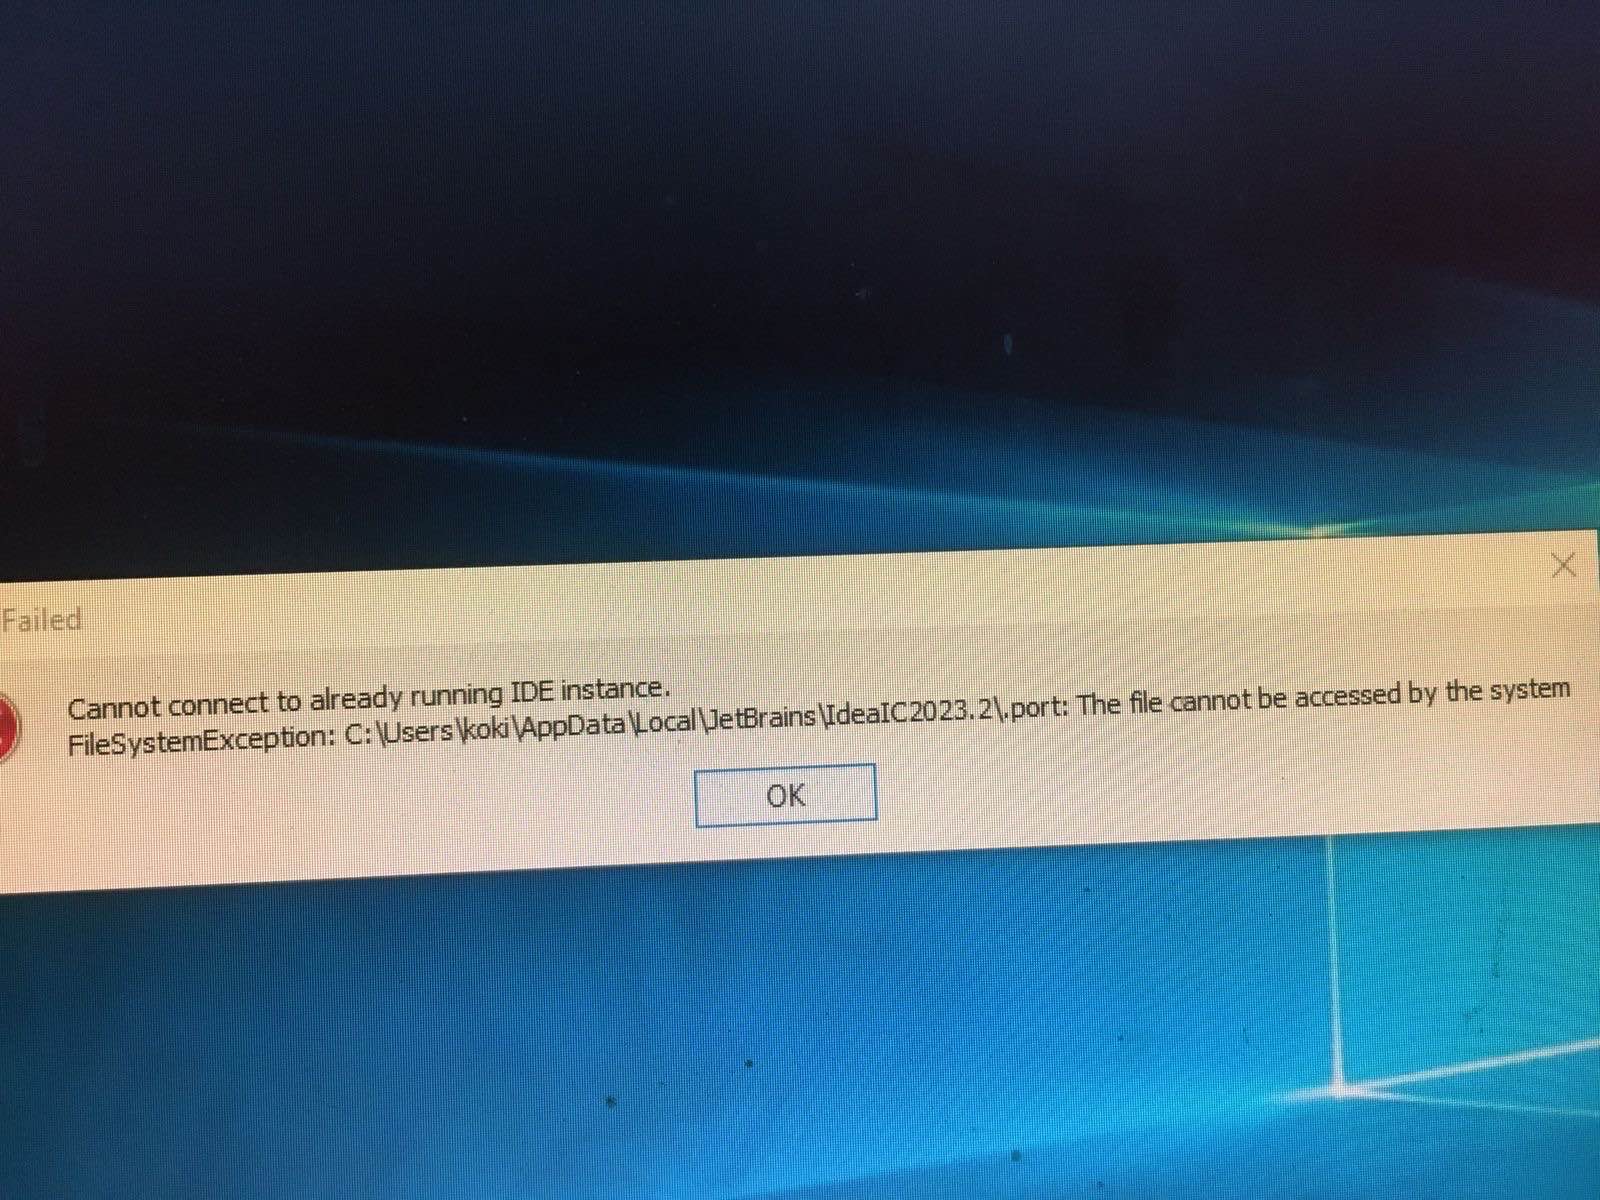 Failed
Cannot connect to already running IDE instance.
FileSystemException: C:\Users\koki\AppData\Local\JetBrains\IdeaIC2023.2\.port: The file cannot be accessed by the system
OK